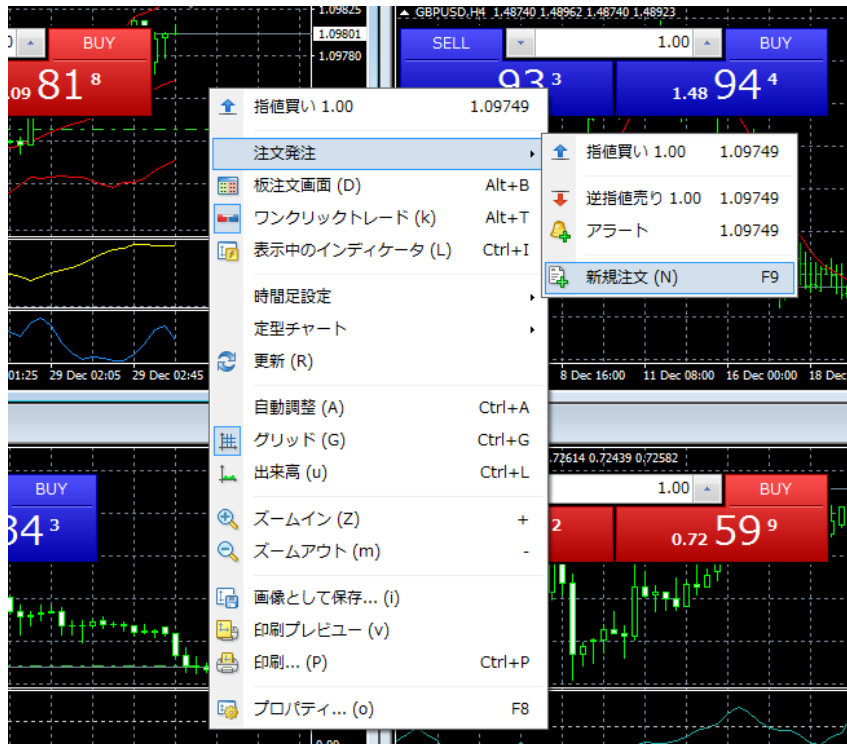 1.09825
1.09801
1.09780
BUY
09 81 8
GBPUSD,H4 1.48740 1.48962 1.48740 1.48923
SELL 1.00 BUY
93 3
1.48 94 4
指値買い 1.00 1.09749
注文発注
板注文画面 (D) Alt+B
ワンクリックトレード (k) Alt+T
表示中のインディケータ (L) Ctrl+I
時間足設定
定型チャート
更新 (R)
自動調整 (A) Ctrl+A
グリッド (G) Ctrl+G
出来高 (u) Ctrl+L
ズームイン (Z) +
ズームアウト (m) -
画像として保存... (i)
印刷プレビュー (v)
印刷... (P) Ctrl+P
プロパティ... (o) F8
指値買い 1.00 1.09749
逆指値売り 1.00 1.09749
アラート 1.09749
新規注文 (N) F9
01:25 29 Dec 02:05 29 Dec 02:45
8 Dec 16:00 11 Dec 08:00 16 Dec 00:00 18 Dec
BUY
34 3
.72614 0.72439 0.72582
1.00 BUY
2
0.72 59 9
0.00